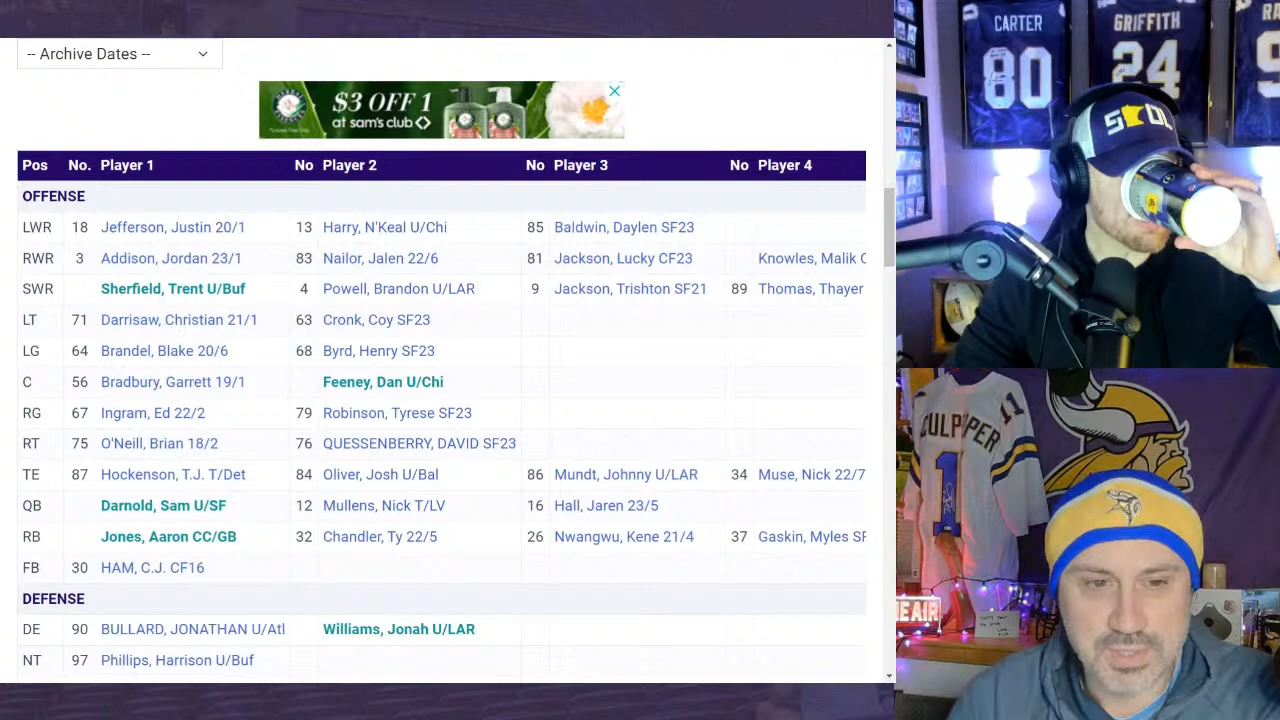 -- Archive Dates --
$3 OFF 1
at sam's club
Pos No. Player 1 No Player 2 No Player 3 No Player 4
OFFENSE
LWR 18 Jefferson, Justin 20/1 13 Harry, N'Keal U/Chi 85 Baldwin, Daylen SF23
RWR 3 Addison, Jordan 23/1 83 Nailor, Jalen 22/6 81 Jackson, Lucky CF23 Knowles, Malik C
SWR Sherfield, Trent U/Buf 4 Powell, Brandon U/LAR 9 Jackson, Trishton SF21 89 Thomas, Thayer
LT 71 Darrisaw, Christian 21/1 63 Cronk, Coy SF23
LG 64 Brandel, Blake 20/6 68 Byrd, Henry SF23
C 56 Bradbury, Garrett 19/1 Feeney, Dan U/Chi
RG 67 Ingram, Ed 22/2 79 Robinson, Tyrese SF23
RT 75 O'Neill, Brian 18/2 76 QUESSENBERRY, DAVID SF23
TE 87 Hockenson, T.J. T/Det 84 Oliver, Josh U/Bal 86 Mundt, Johnny U/LAR 34 Muse, Nick 22/7
QB Darnold, Sam U/SF 12 Mullens, Nick T/LV 16 Hall, Jaren 23/5
RB Jones, Aaron CC/GB 32 Chandler, Ty 22/5 26 Nwangwu, Kene 21/4 37 Gaskin, Myles SF
FB 30 HAM, C.J. CF16
DEFENSE
DE 90 BULLARD, JONATHAN U/Atl Williams, Jonah U/LAR
NT 97 Phillips, Harrison U/Buf
CARTER
80
GRIFFITH
24
RA
9
SKOL
CULPEPPER
11
1
NE AIR